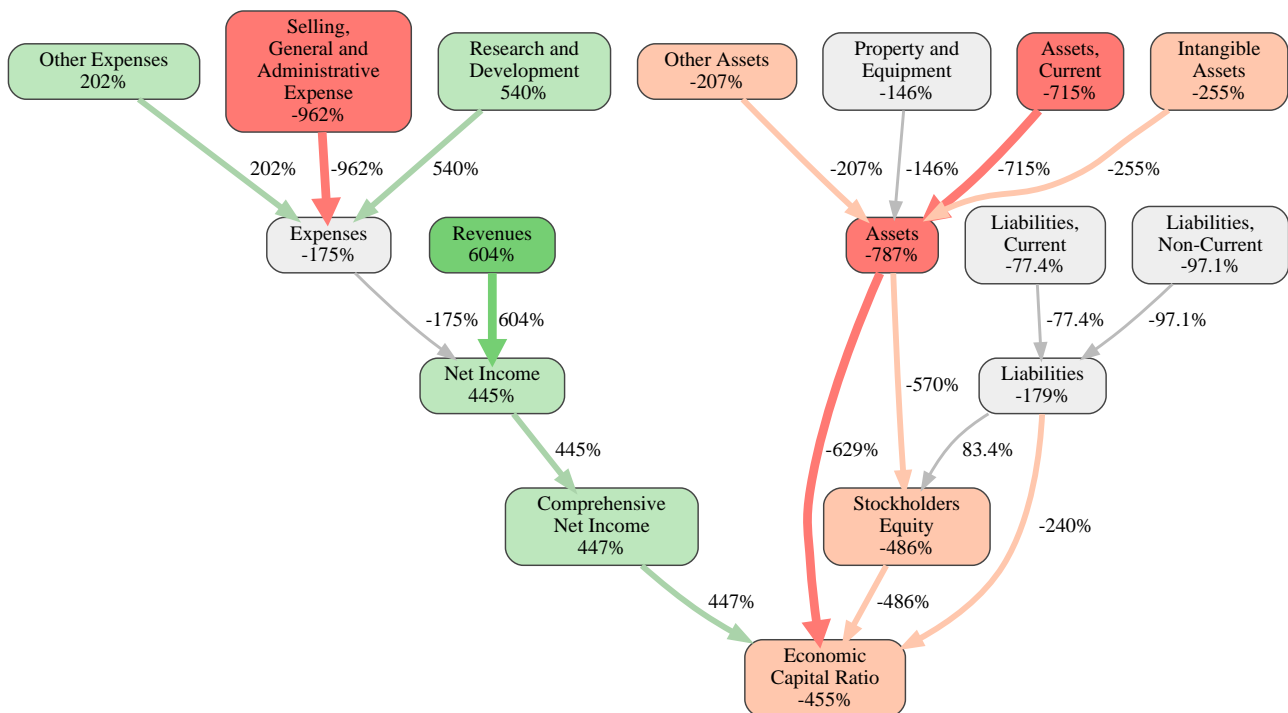 Other Expenses
202%
Selling,
General and
Administrative
Expense
-962%
Research and
Development
540%
Other Assets
-207%
Property and
Equipment
-146%
Assets,
Current
-715%
Intangible
Assets
-255%
202%
-962%
540%
-207%
-146%
-715%
-255%
Expenses
-175%
Revenues
604%
Assets
-787%
Liabilities,
Current
-77.4%
Liabilities,
Non-Current
-97.1%
-175%
604%
-77.4%
-97.1%
Net Income
445%
-570%
Liabilities
-179%
445%
-629%
83.4%
Comprehensive
Net Income
447%
Stockholders
Equity
-486%
-240%
447%
-486%
Economic
Capital Ratio
-455%